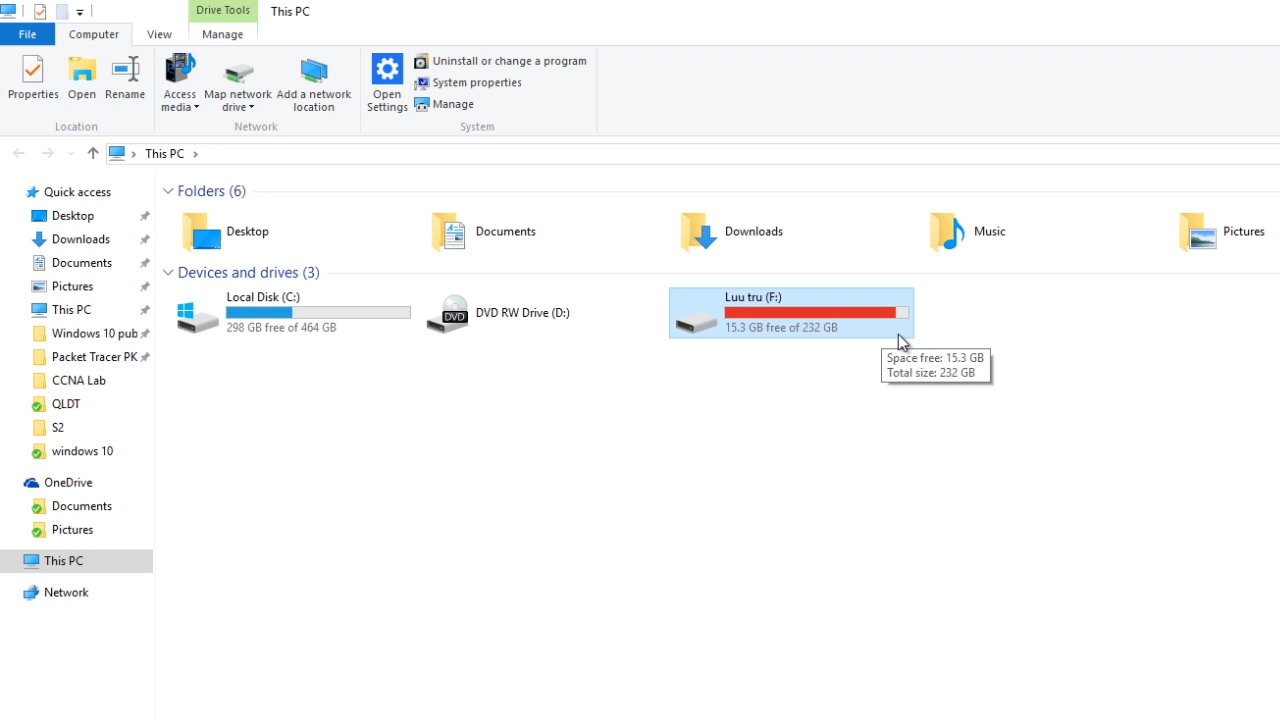 Drive Tools
This PC
File
Computer
View
Manage
Properties
Open
Rename
Access media
Map network drive
Add a network location
Open Settings
Uninstall or change a program
System properties
Manage
Location
Network
System
This PC
Quick access
Desktop
Downloads
Documents
Pictures
This PC
Windows 10 pub
Packet Tracer PK
CCNA Lab
QLDT
S2
windows 10
OneDrive
Documents
Pictures
This PC
Network
Folders (6)
Desktop
Documents
Downloads
Music
Pictures
Devices and drives (3)
Local Disk (C:)
298 GB free of 464 GB
DVD
DVD RW Drive (D:)
Luu tru (F:)
15.3 GB free of 232 GB
Space free: 15.3 GB
Total size: 232 GB